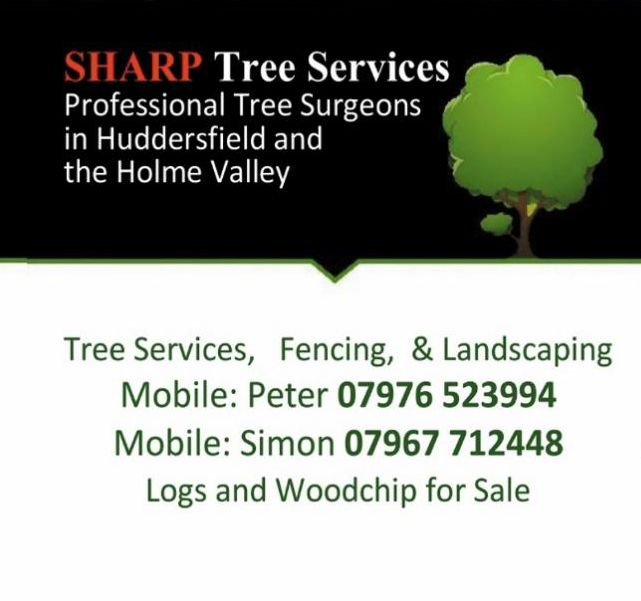 SHARP Tree Services
Professional Tree Surgeons
in Huddersfield and
the Holme Valley
Tree Services, Fencing, & Landscaping
Mobile: Peter 07976 523994
Mobile: Simon 07967 712448
Logs and Woodchip for Sale